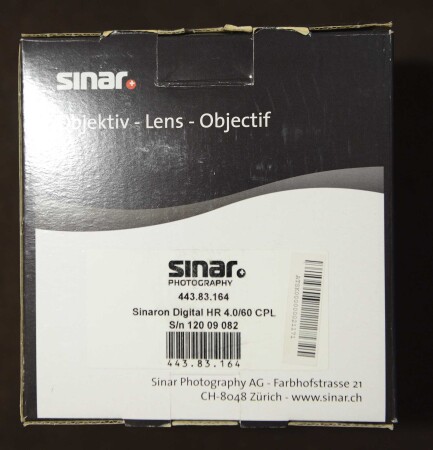 sinar
Objektiv - Lens - Objectif
sinar
PHOTOGRAPHY
443.83.164
Sinaron Digital HR 4.0/60 CPL
S/n 120 09 082
443.83.164
Sinar Photography AG - Farbhofstrasse 21
CH-8048 Zürich - www.sinar.ch